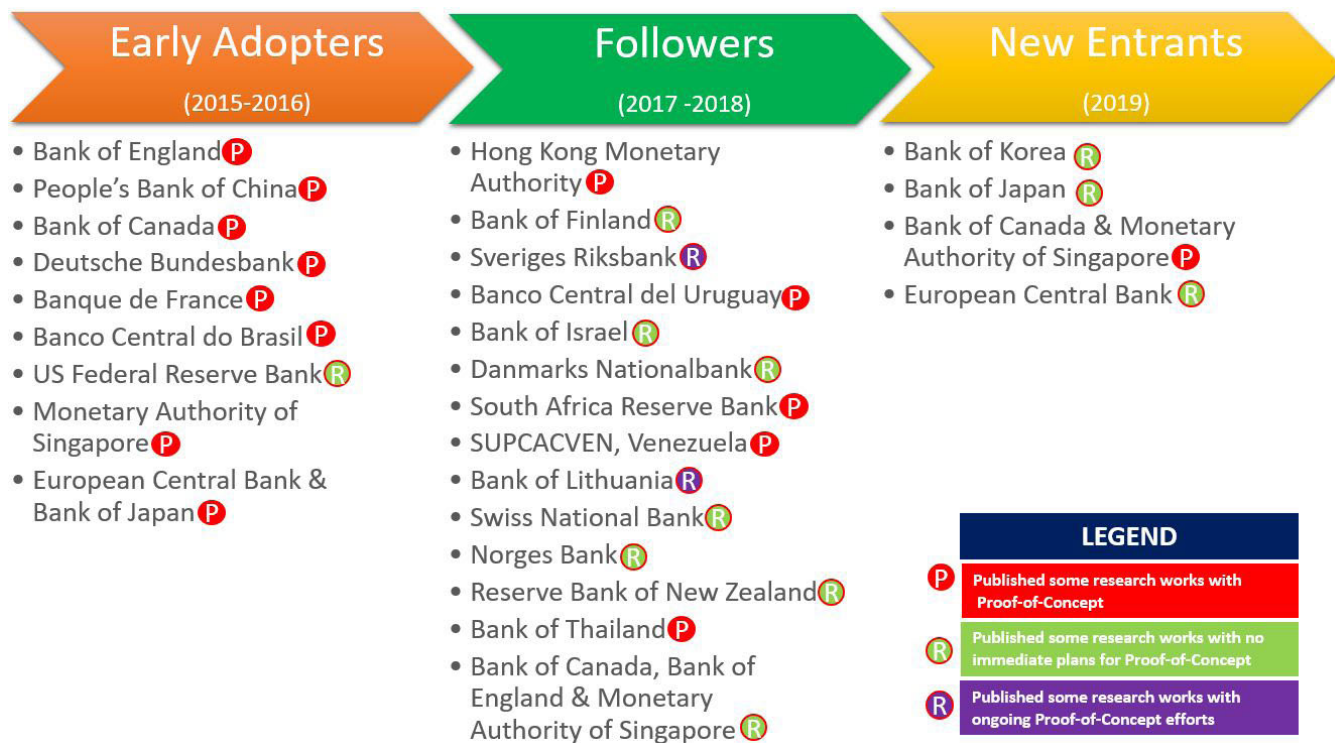 Early Adopters
(2015-2016)
• Bank of England P
• People's Bank of China P
• Bank of Canada P
• Deutsche Bundesbank P
• Banque de France P
• Banco Central do Brasil P
• US Federal Reserve Bank R
• Monetary Authority of
Singapore P
• European Central Bank &
Bank of Japan P
Followers
(2017 -2018)
• Hong Kong Monetary
Authority P
• Bank of Finland R
• Sveriges Riksbank R
• Banco Central del Uruguay P
• Bank of Israel R
• Danmarks Nationalbank R
• South Africa Reserve Bank P
• SUPCACVEN, Venezuela P
• Bank of Lithuania R
• Swiss National Bank R
• Norges Bank R
• Reserve Bank of New Zealand R
• Bank of Thailand P
• Bank of Canada, Bank of
England & Monetary
Authority of Singapore R
New Entrants
(2019)
• Bank of Korea R
• Bank of Japan R
• Bank of Canada & Monetary
Authority of Singapore P
• European Central Bank R
LEGEND
P Published some research works with
Proof-of-Concept
R Published some research works with no
immediate plans for Proof-of-Concept
R Published some research works with
ongoing Proof-of-Concept efforts